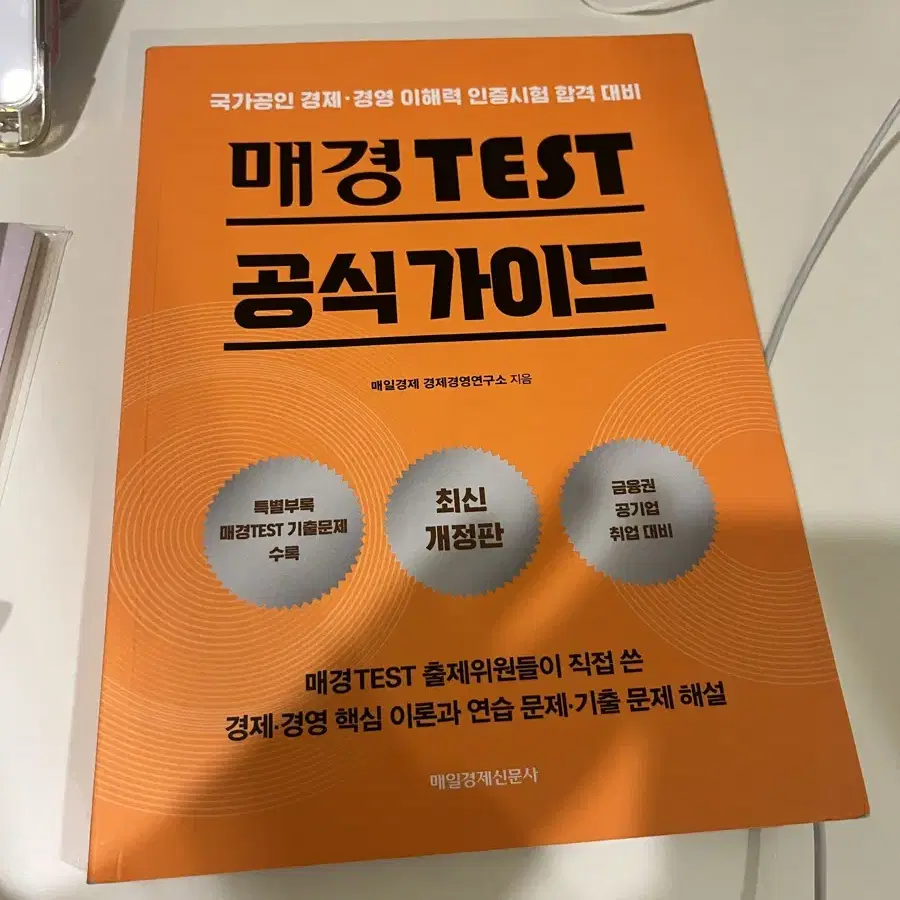 국가공인 경제·경영 이해력 인증시험 합격 대비
매경TEST
공식 가이드
매일경제 경제경영연구소 지음
특별부록
매경TEST 기출문제
수록
최신
개정판
금융권
공기업
취업 대비
매경TEST 출제위원들이 직접 쓴
경제·경영 핵심 이론과 연습 문제·기출 문제 해설
매일경제신문사